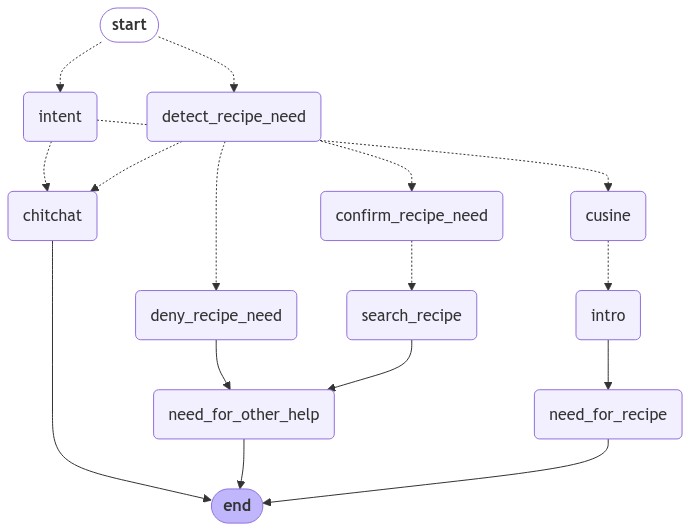 start
intent
detect_recipe_need
chitchat
confirm_recipe_need
cusine
deny_recipe_need
search_recipe
intro
need_for_other_help
need_for_recipe
end